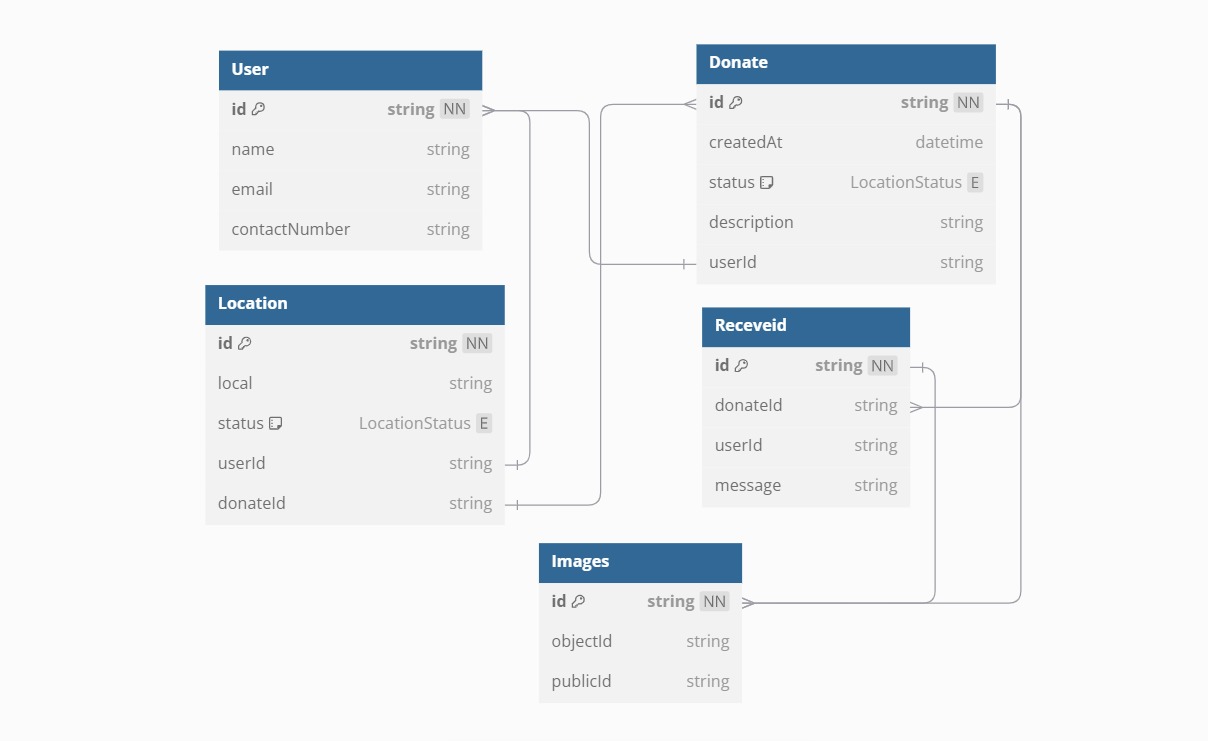 User
id string NN
name string
email string
contactNumber string
Donate
id string NN
createdAt datetime
status LocationStatus E
description string
userId string
Location
id string NN
local string
status LocationStatus E
userId string
donateId string
Receveid
id string NN
donateId string
userId string
message string
Images
id string NN
objectId string
publicId string